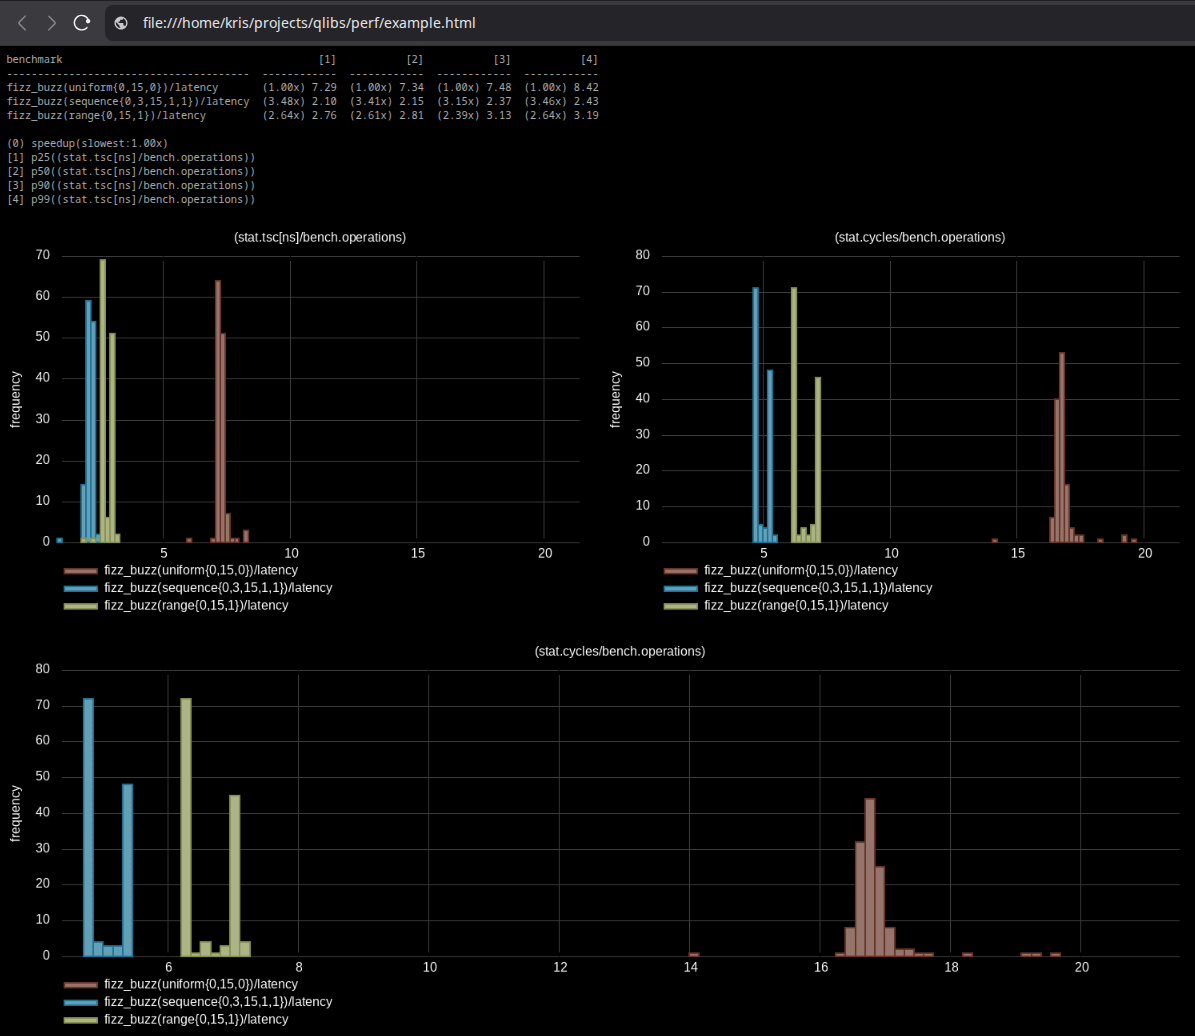 file:///home/kris/projects/qlibs/perf/example.html
benchmark [1] [2] [3] [4]
---------------------------------------- ------------ ------------ ------------ ------------
fizz_buzz(uniform{0,15,0})/latency (1.00x) 7.29 (1.00x) 7.34 (1.00x) 7.48 (1.00x) 8.42
fizz_buzz(sequence{0,3,15,1,1})/latency (3.48x) 2.10 (3.41x) 2.15 (3.15x) 2.37 (3.46x) 2.43
fizz_buzz(range{0,15,1})/latency (2.64x) 2.76 (2.61x) 2.81 (2.39x) 3.13 (2.64x) 3.19
(0) speedup(slowest:1.00x)
[1] p25((stat.tsc[ns]/bench.operations))
[2] p50((stat.tsc[ns]/bench.operations))
[3] p90((stat.tsc[ns]/bench.operations))
[4] p99((stat.tsc[ns]/bench.operations))
(stat.tsc[ns]/bench.operations)
70
60
50
40
30
20
10
0
frequency
5 10 15 20
fizz_buzz(uniform{0,15,0})/latency
fizz_buzz(sequence{0,3,15,1,1})/latency
fizz_buzz(range{0,15,1})/latency
(stat.cycles/bench.operations)
80
70
60
50
40
30
20
10
0
frequency
5 10 15 20
fizz_buzz(uniform{0,15,0})/latency
fizz_buzz(sequence{0,3,15,1,1})/latency
fizz_buzz(range{0,15,1})/latency
(stat.cycles/bench.operations)
80
70
60
50
40
30
20
10
0
frequency
6 8 10 12 14 16 18 20
fizz_buzz(uniform{0,15,0})/latency
fizz_buzz(sequence{0,3,15,1,1})/latency
fizz_buzz(range{0,15,1})/latency